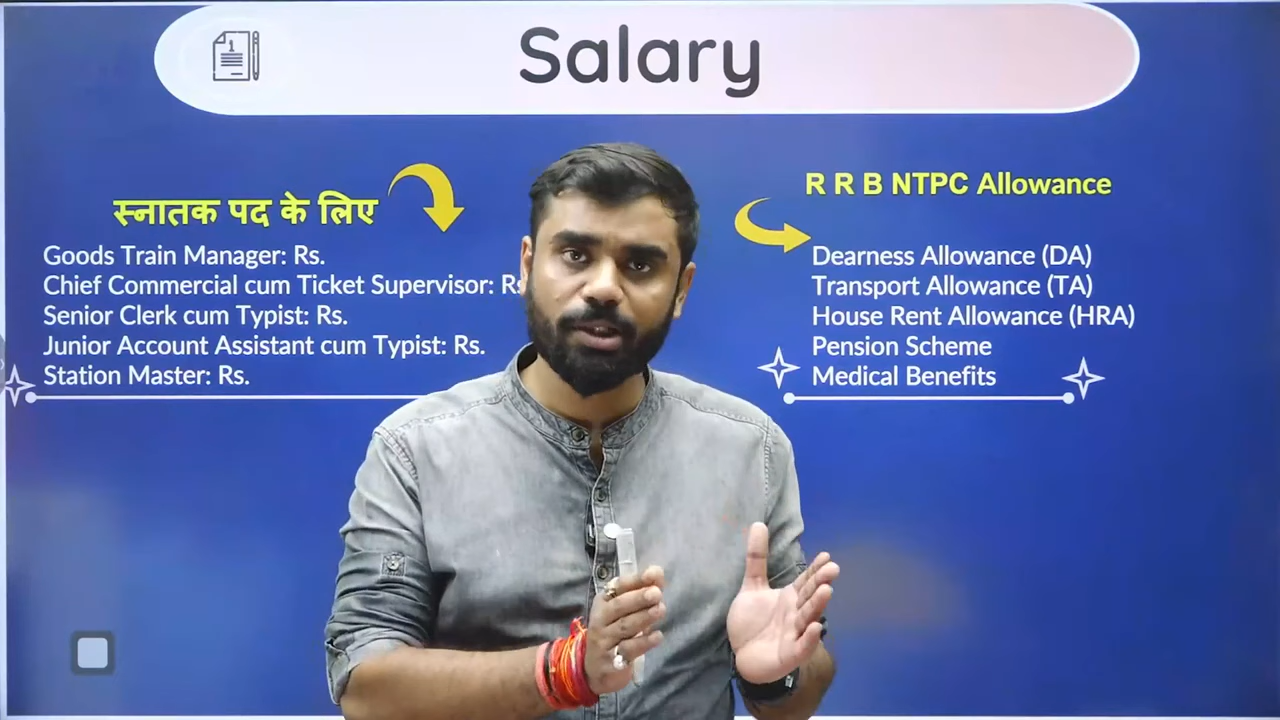 Salary
स्नातक पद के लिए
Goods Train Manager: Rs.
Chief Commercial cum Ticket Supervisor: Rs
Senior Clerk cum Typist: Rs.
Junior Account Assistant cum Typist: Rs.
Station Master: Rs.
R R B NTPC Allowance
Dearness Allowance (DA)
Transport Allowance (TA)
House Rent Allowance (HRA)
Pension Scheme
Medical Benefits